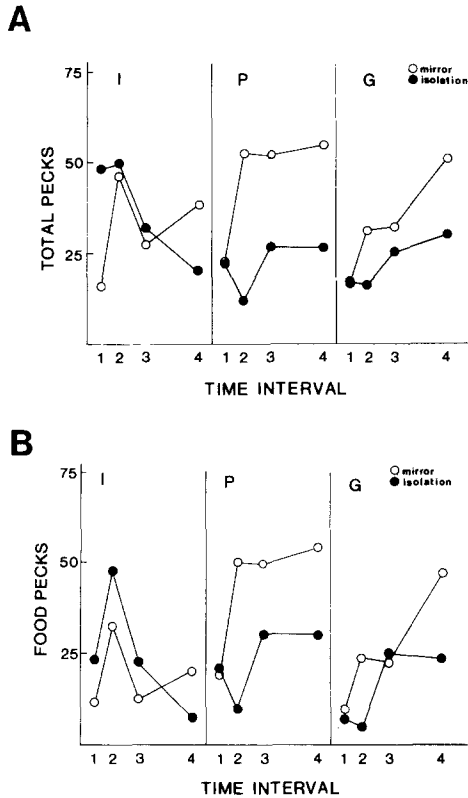 A
75
50
25
TOTAL PECKS
I
P
G
mirror
isolation
1 2 3 4 1 2 3 4 1 2 3 4
TIME INTERVAL
B
75
50
25
FOOD PECKS
I
P
G
mirror
isolation
1 2 3 4 1 2 3 4 1 2 3 4
TIME INTERVAL